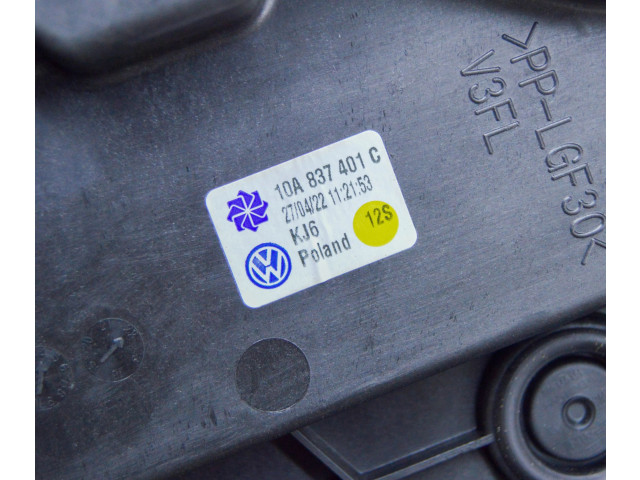 >PP-LGF30<
V3FL
10A 837 401 C
27/04/22 11:21:53
KJ6
12S
Poland